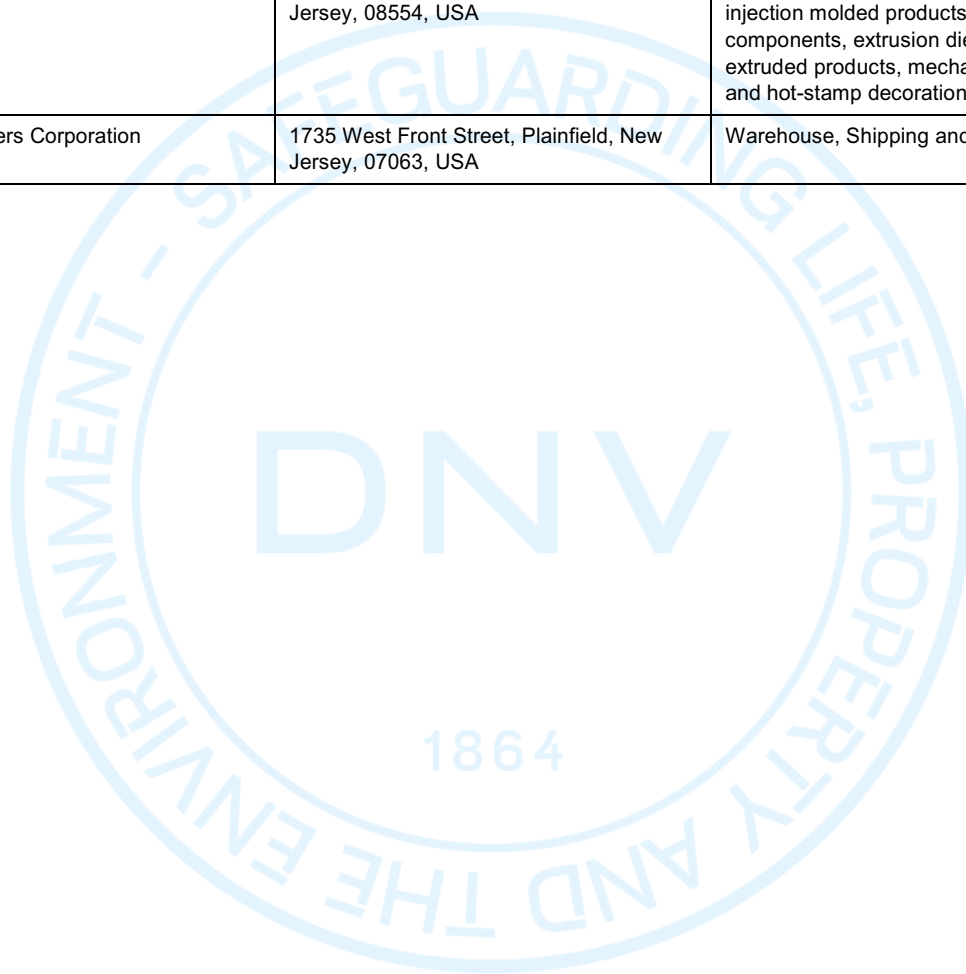 Jersey, 08554, USA
injection molded products
components, extrusion die
extruded products, mecha
and hot-stamp decoration
ers Corporation
1735 West Front Street, Plainfield, New
Jersey, 07063, USA
Warehouse, Shipping and
SAFEGUARDING LIFE, PROPERTY AND THE ENVIRONMENT -
DNV
1864